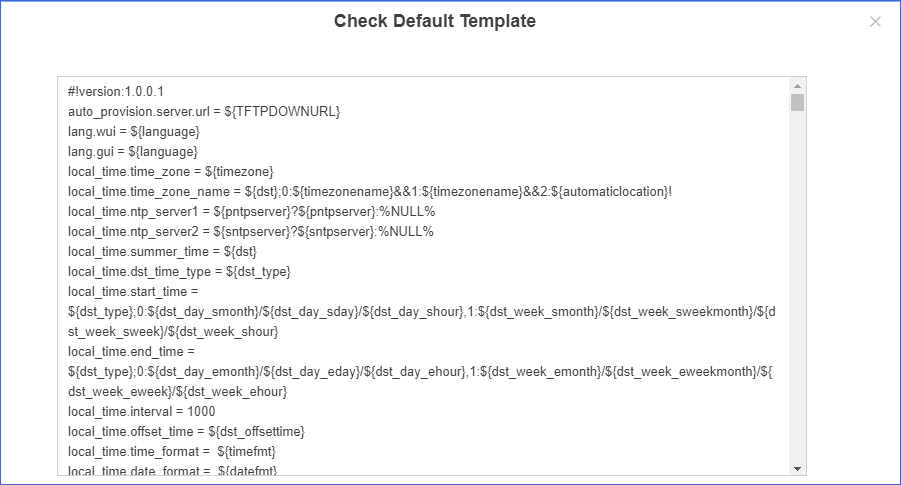 Check Default Template
#!version:1.0.0.1
auto_provision.server.url = ${TFTPDOWNURL}
lang.wui = ${language}
lang.gui = ${language}
local_time.time_zone = ${timezone}
local_time.time_zone_name = ${dst};0:${timezonename}&&1:${timezonename}&&2:${automaticlocation}!
local_time.ntp_server1 = ${pntpserver}?${pntpserver}:%NULL%
local_time.ntp_server2 = ${sntpserver}?${sntpserver}:%NULL%
local_time.summer_time = ${dst}
local_time.dst_time_type = ${dst_type}
local_time.start_time =
${dst_type};0:${dst_day_smonth}/${dst_day_sday}/${dst_day_shour},1:${dst_week_smonth}/${dst_week_sweekmonth}/${d
st_week_sweek}/${dst_week_shour}
local_time.end_time =
${dst_type};0:${dst_day_emonth}/${dst_day_eday}/${dst_day_ehour},1:${dst_week_emonth}/${dst_week_eweekmonth}/${
dst_week_eweek}/${dst_week_ehour}
local_time.interval = 1000
local_time.offset_time = ${dst_offsettime}
local_time.time_format =  ${timefmt}
local_time.date_format =  ${datefmt}